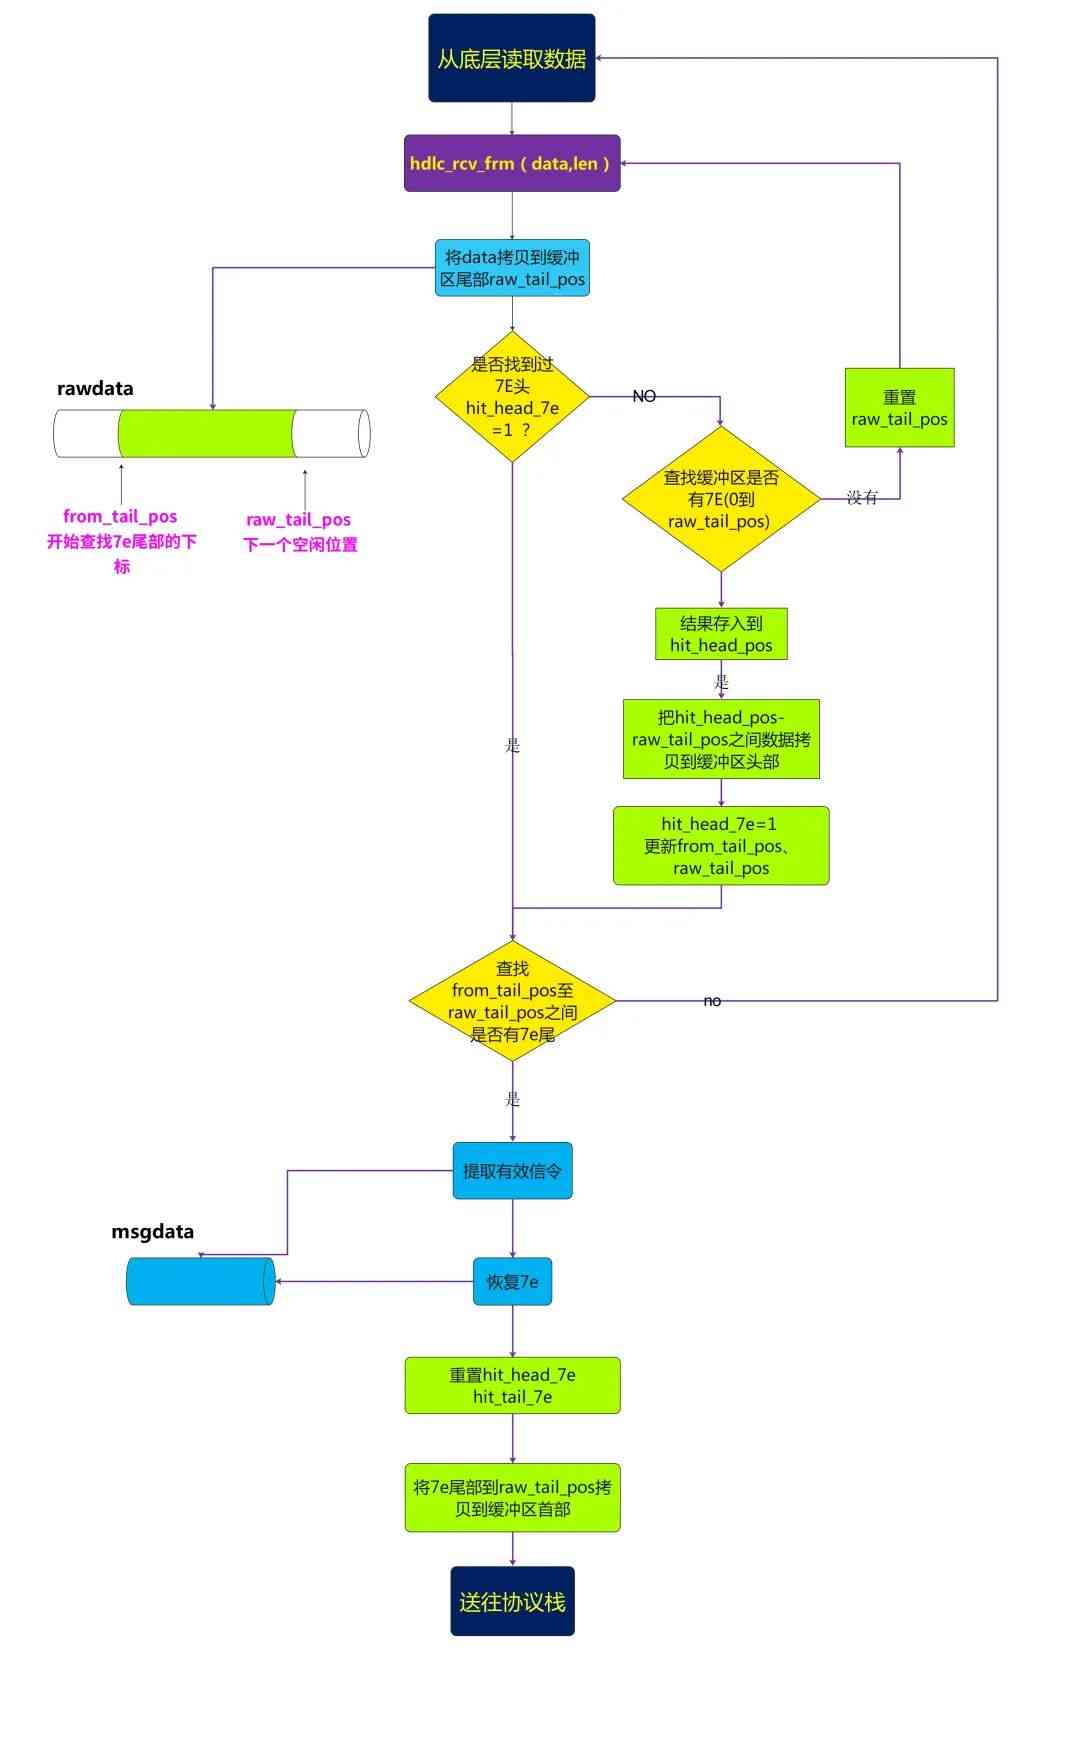 从底层读取数据
hdlc_rcv_frm（data,len）
将data拷贝到缓冲
区尾部raw_tail_pos
是否找到过
7E头
hit_head_7e
=1 ？
NO
重置
raw_tail_pos
rawdata
查找缓冲区是否
有7E(0到
raw_tail_pos)
没有
from_tail_pos
开始查找7e尾部的下
标
raw_tail_pos
下一个空闲位置
结果存入到
hit_head_pos
是
把hit_head_pos-
raw_tail_pos之间数据拷
贝到缓冲区头部
是
hit_head_7e=1
更新from_tail_pos、
raw_tail_pos
查找
from_tail_pos至
raw_tail_pos之间
是否有7e尾
no
是
提取有效信令
msgdata
恢复7e
重置hit_head_7e
hit_tail_7e
将7e尾部到raw_tail_pos拷
贝到缓冲区首部
送往协议栈